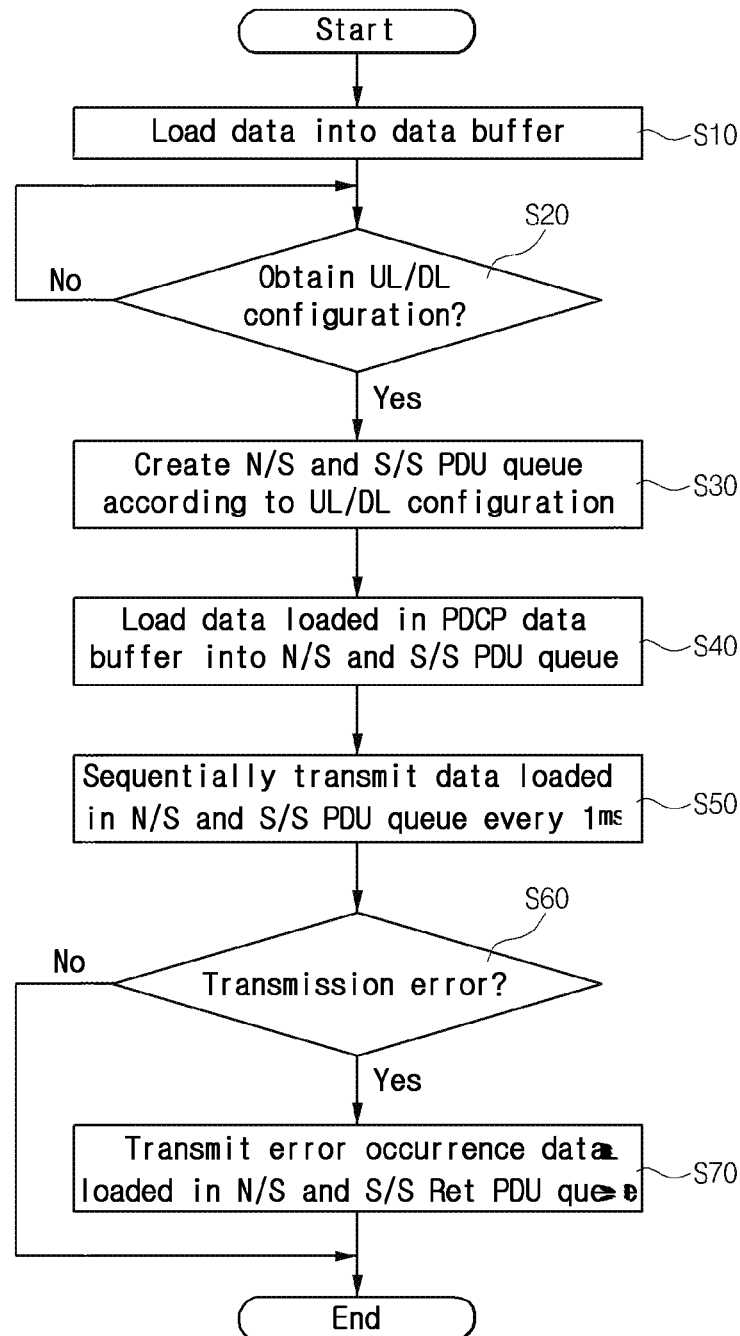 Start
Load data into data buffer
S10
S20
Obtain UL/DL
configuration?
No
Yes
Create N/S and S/S PDU queue
according to UL/DL configuration
S30
Load data loaded in PDCP data
buffer into N/S and S/S PDU queue
S40
Sequentially transmit data loaded
in N/S and S/S PDU queue every 1ms
S50
S60
No
Transmission error?
Yes
Transmit error occurrence data
loaded in N/S and S/S Ret PDU queue
S70
End